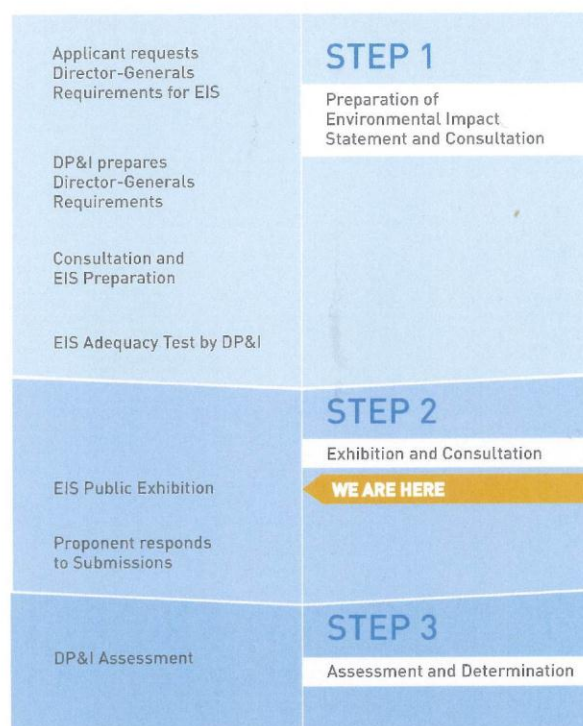 Applicant requests
Director-Generals
Requirements for EIS
STEP 1
Preparation of
Environmental Impact
Statement and Consultation
DP&I prepares
Director-Generals
Requirements
Consultation and
EIS Preparation
EIS Adequacy Test by DP&I
STEP 2
Exhibition and Consultation
EIS Public Exhibition
WE ARE HERE
Proponent responds
to Submissions
STEP 3
DP&I Assessment
Assessment and Determination